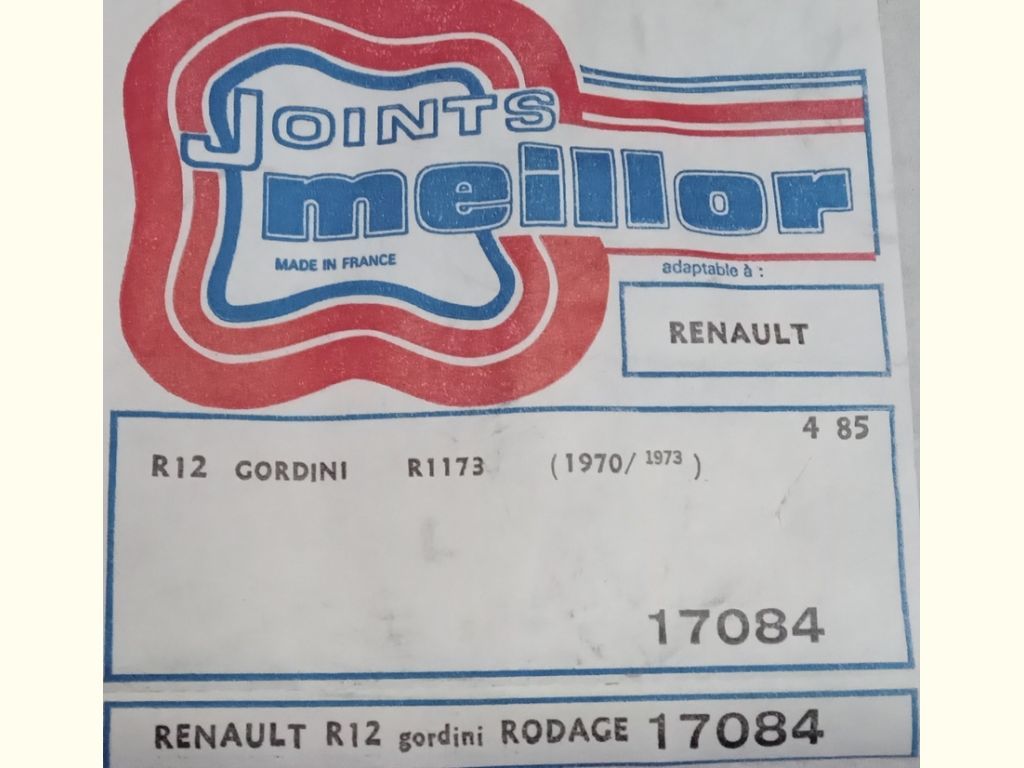 JOINTS
meillor
MADE IN FRANCE
adaptable à :
RENAULT
4 85
R12 GORDINI R1173 (1970/ 1973 )
17084
RENAULT R12 gordini RODAGE 17084